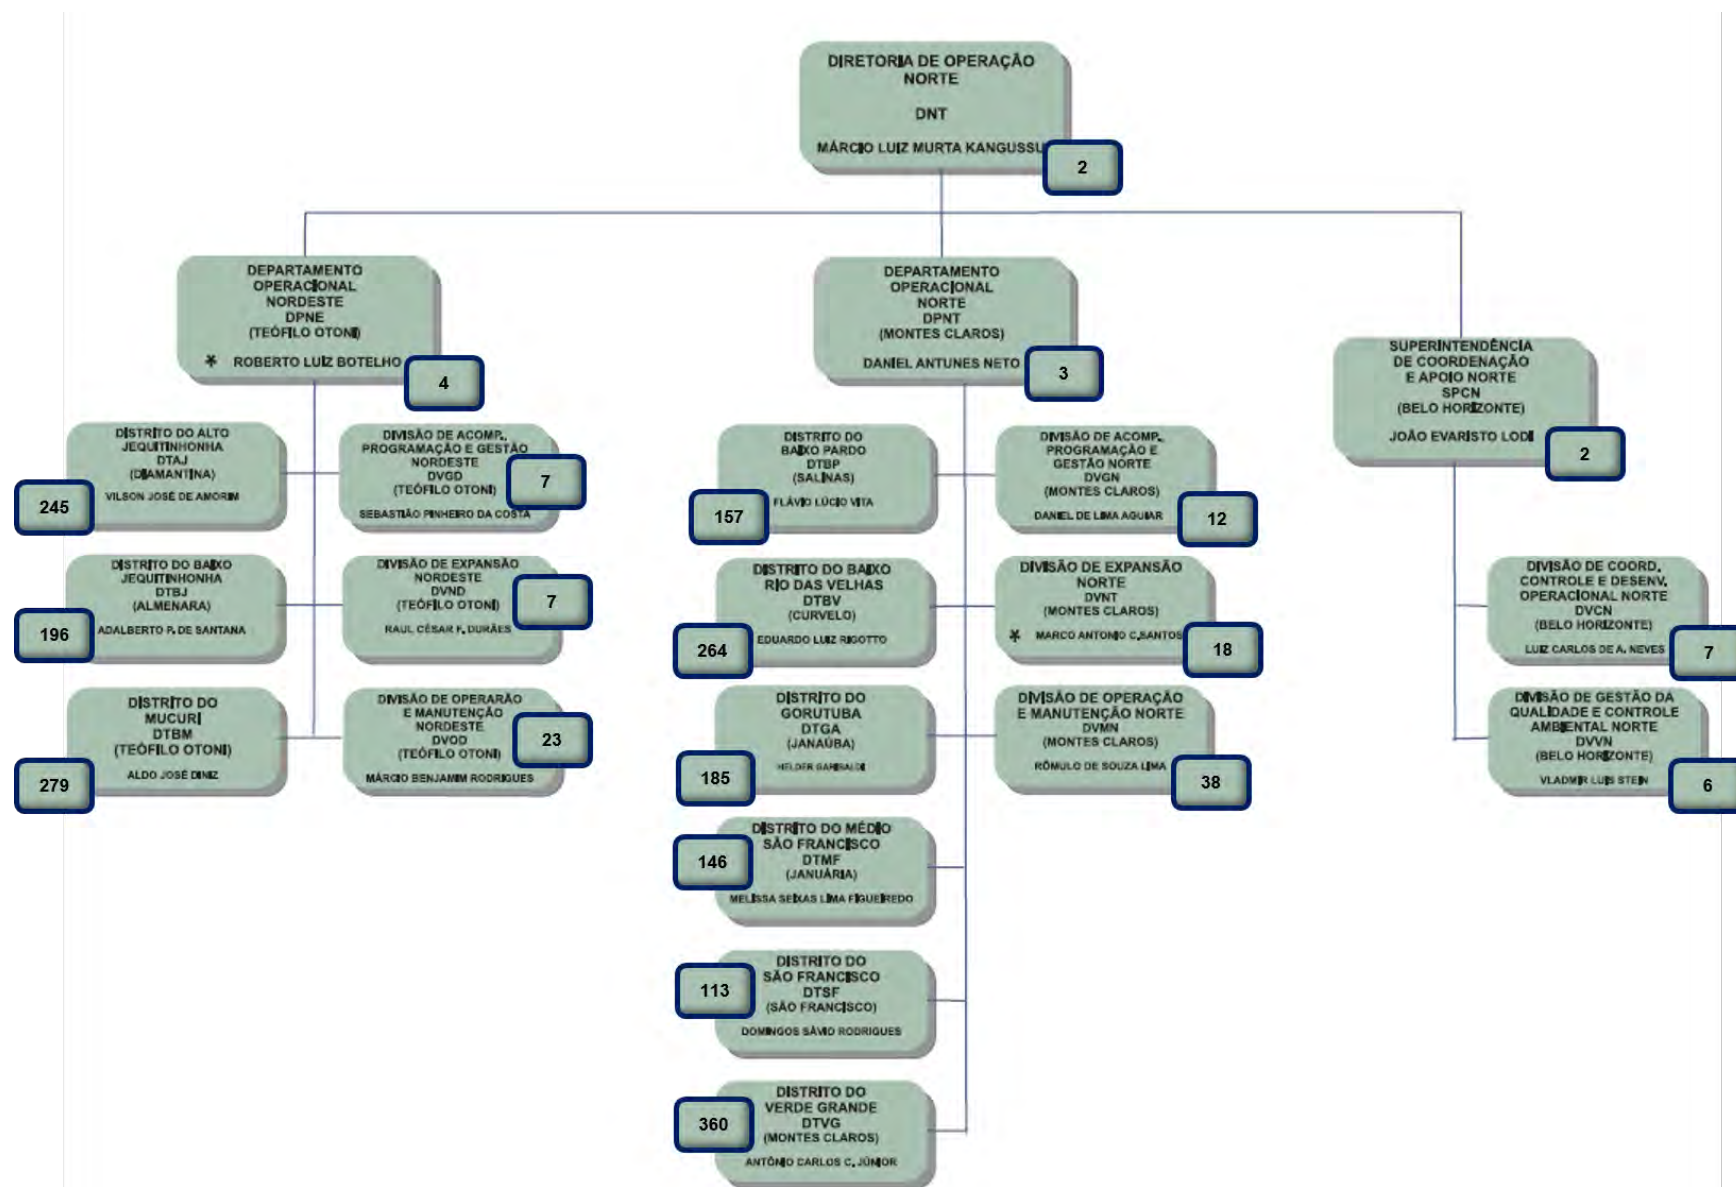 DIRETORIA DE OPERAÇÃO
NORTE
DNT
MÁRCIO LUIZ MURTA KANGUSSU
2
DEPARTAMENTO
OPERACIONAL
NORDESTE
DPNE
(TEÓFILO OTONI)
* ROBERTO LUIZ BOTELHO
4
DISTRITO DO ALTO
JEQUITINHONHA
DTAJ
(DIAMANTINA)
VILSON JOSÉ DE AMORIM
245
DIVISÃO DE ACOMP.,
PROGRAMAÇÃO E GESTÃO
NORDESTE
DVGD
(TEÓFILO OTONI)
SEBASTIÃO PINHEIRO DA COSTA
7
DISTRITO DO BAIXO
JEQUITINHONHA
DTBJ
(ALMENARA)
ADALBERTO P. DE SANTANA
196
DIVISÃO DE EXPANSÃO
NORDESTE
DVND
(TEÓFILO OTONI)
RAUL CÉSAR F. DURÃES
7
DISTRITO DO
MUCURI
DTBM
(TEÓFILO OTONI)
ALDO JOSÉ DINIZ
279
DIVISÃO DE OPERARÃO
E MANUTENÇÃO
NORDESTE
DVOD
(TEÓFILO OTONI)
MÁRCIO BENJAMIM RODRIGUES
23
DEPARTAMENTO
OPERACIONAL
NORTE
DPNT
(MONTES CLAROS)
DANIEL ANTUNES NETO
3
DISTRITO DO
BAIXO PARDO
DTBP
(SALINAS)
FLÁVIO LÚCIO VITA
157
DIVISÃO DE ACOMP.,
PROGRAMAÇÃO E
GESTÃO NORTE
DVGN
(MONTES CLAROS)
DANIEL DE LIMA AGUIAR
12
DISTRITO DO BAIXO
RIO DAS VELHAS
DTBV
(CURVELO)
EDUARDO LUIZ RIGOTTO
264
DIVISÃO DE EXPANSÃO
NORTE
DVNT
(MONTES CLAROS)
* MARCO ANTONIO C.SANTOS
18
DISTRITO DO
GORUTUBA
DTGA
(JANAÚBA)
HELDER GARIBALDI
185
DIVISÃO DE OPERAÇÃO
E MANUTENÇÃO NORTE
DVMN
(MONTES CLAROS)
RÔMULO DE SOUZA LIMA
38
DISTRITO DO MÉDIO
SÃO FRANCISCO
DTMF
(JANUÁRIA)
MELISSA SEIXAS LIMA FIGUEIREDO
146
DISTRITO DO
SÃO FRANCISCO
DTSF
(SÃO FRANCISCO)
DOMINGOS SÁVIO RODRIGUES
113
DISTRITO DO
VERDE GRANDE
DTVG
(MONTES CLAROS)
ANTÔNIO CARLOS C. JÚNIOR
360
SUPERINTENDÊNCIA
DE COORDENAÇÃO
E APOIO NORTE
SPCN
(BELO HORIZONTE)
JOÃO EVARISTO LODI
2
DIVISÃO DE COORD.
CONTROLE E DESENV.
OPERACIONAL NORTE
DVCN
(BELO HORIZONTE)
LUIZ CARLOS DE A. NEVES
7
DIVISÃO DE GESTÃO DA
QUALIDADE E CONTROLE
AMBIENTAL NORTE
DVVN
(BELO HORIZONTE)
VLADMIR LUIS STEIN
6